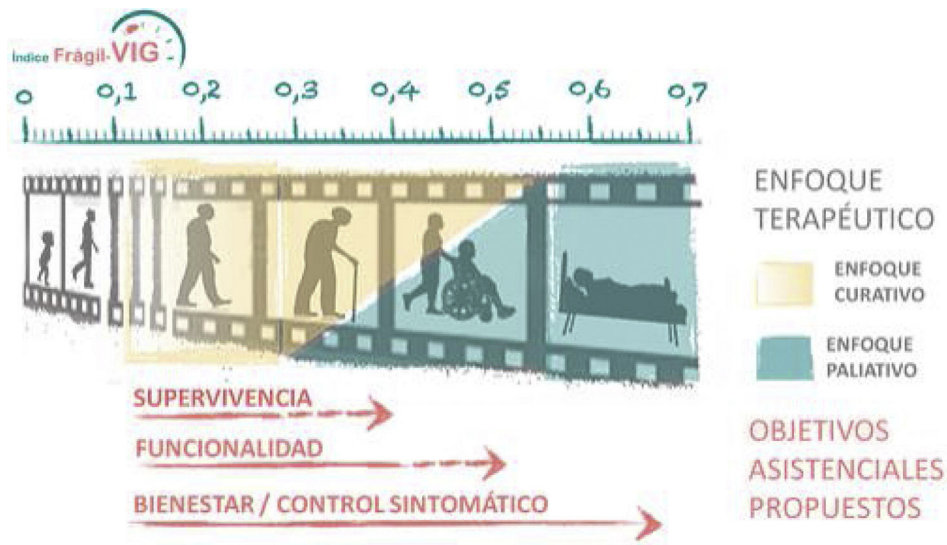 Índice Frágil-VIG
0 0,1 0,2 0,3 0,4 0,5 0,6 0,7
ENFOQUE
TERAPÉUTICO
ENFOQUE
CURATIVO
ENFOQUE
PALIATIVO
SUPERVIVENCIA
FUNCIONALIDAD
BIENESTAR / CONTROL SINTOMÁTICO
OBJETIVOS
ASISTENCIALES
PROPUESTOS